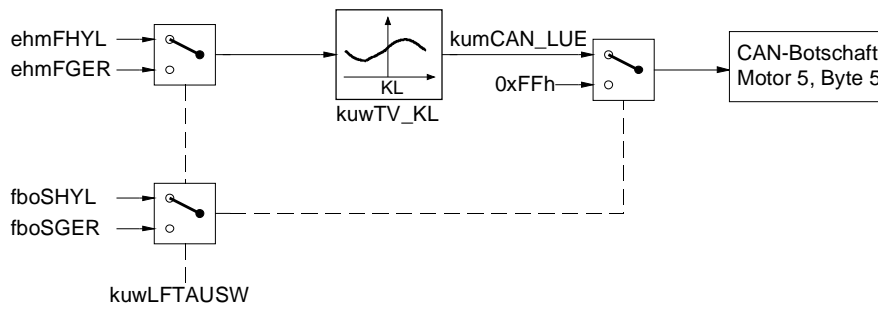 ehmFHYL
ehmFGER
KL
kuwTV_KL
kumCAN_LUE
0xFFh
CAN-Botschaft
Motor 5, Byte 5
fboSHYL
fboSGER
kuwLFTAUSW